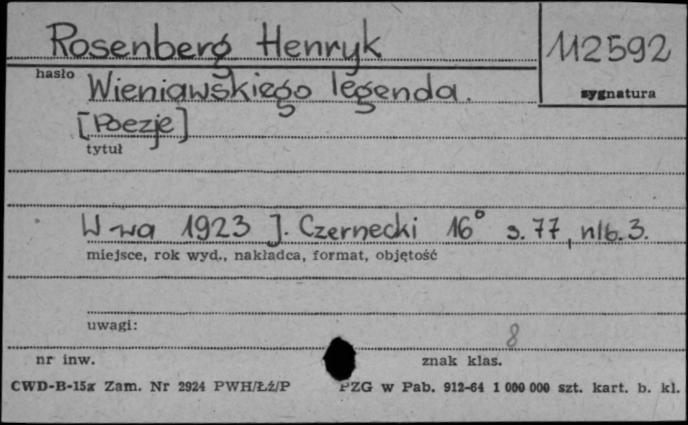 Rosenberg Henryk
112592
hasło
sygnatura
Wieniawskiego legenda.
[Poezje]
tytuł
W-wa 1923 J. Czernecki 16° s. 77, nlb. 3.
miejsce, rok wyd., nakładca, format, objętość
uwagi:
8
nr inw.
znak klas.
CWD-B-15x Zam. Nr 2924 PWH/Łż/P PZG w Pab. 912-64 1 000 000 szt. kart. b. kl.